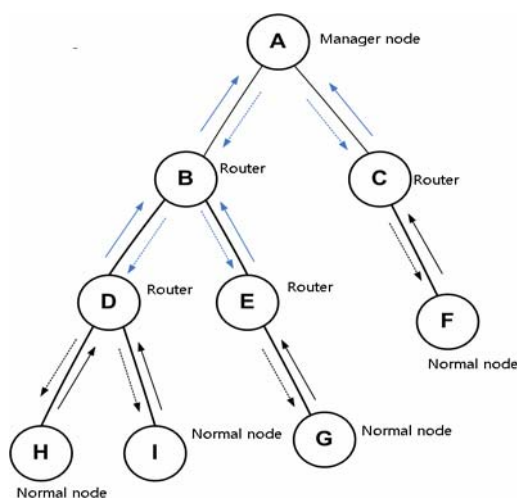 A
Manager node
B
Router
C
Router
D
Router
E
Router
F
Normal node
H
Normal node
I
Normal node
G
Normal node